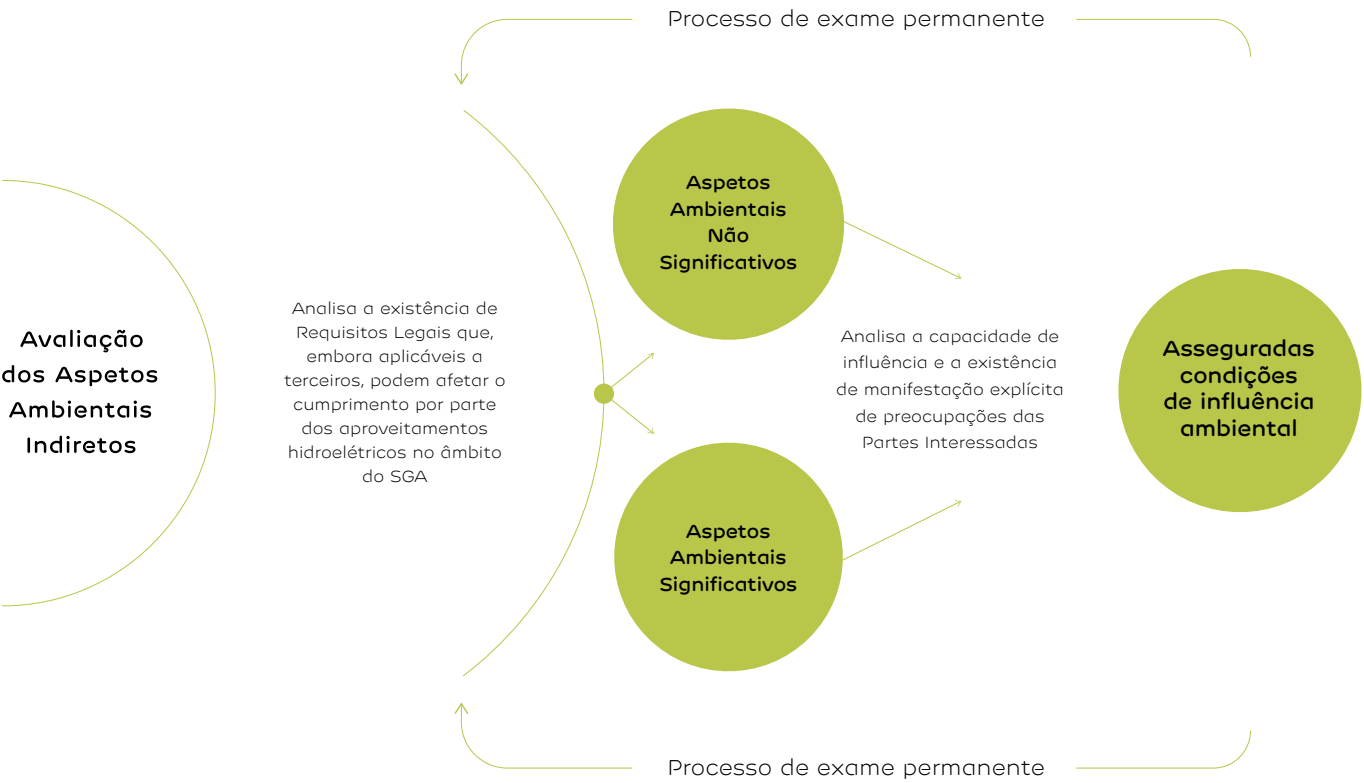 Processo de exame permanente
Avaliação
dos Aspetos
Ambientais
Indiretos
Analisa a existência de
Requisitos Legais que,
embora aplicáveis a
terceiros, podem afetar o
cumprimento por parte
dos aproveitamentos
hidroelétricos no âmbito
do SGA
Aspetos
Ambientais
Não
Significativos
Aspetos
Ambientais
Significativos
Analisa a capacidade de
influência e a existência
de manifestação explícita
de preocupações das
Partes Interessadas
Asseguradas
condições
de influência
ambiental
Processo de exame permanente